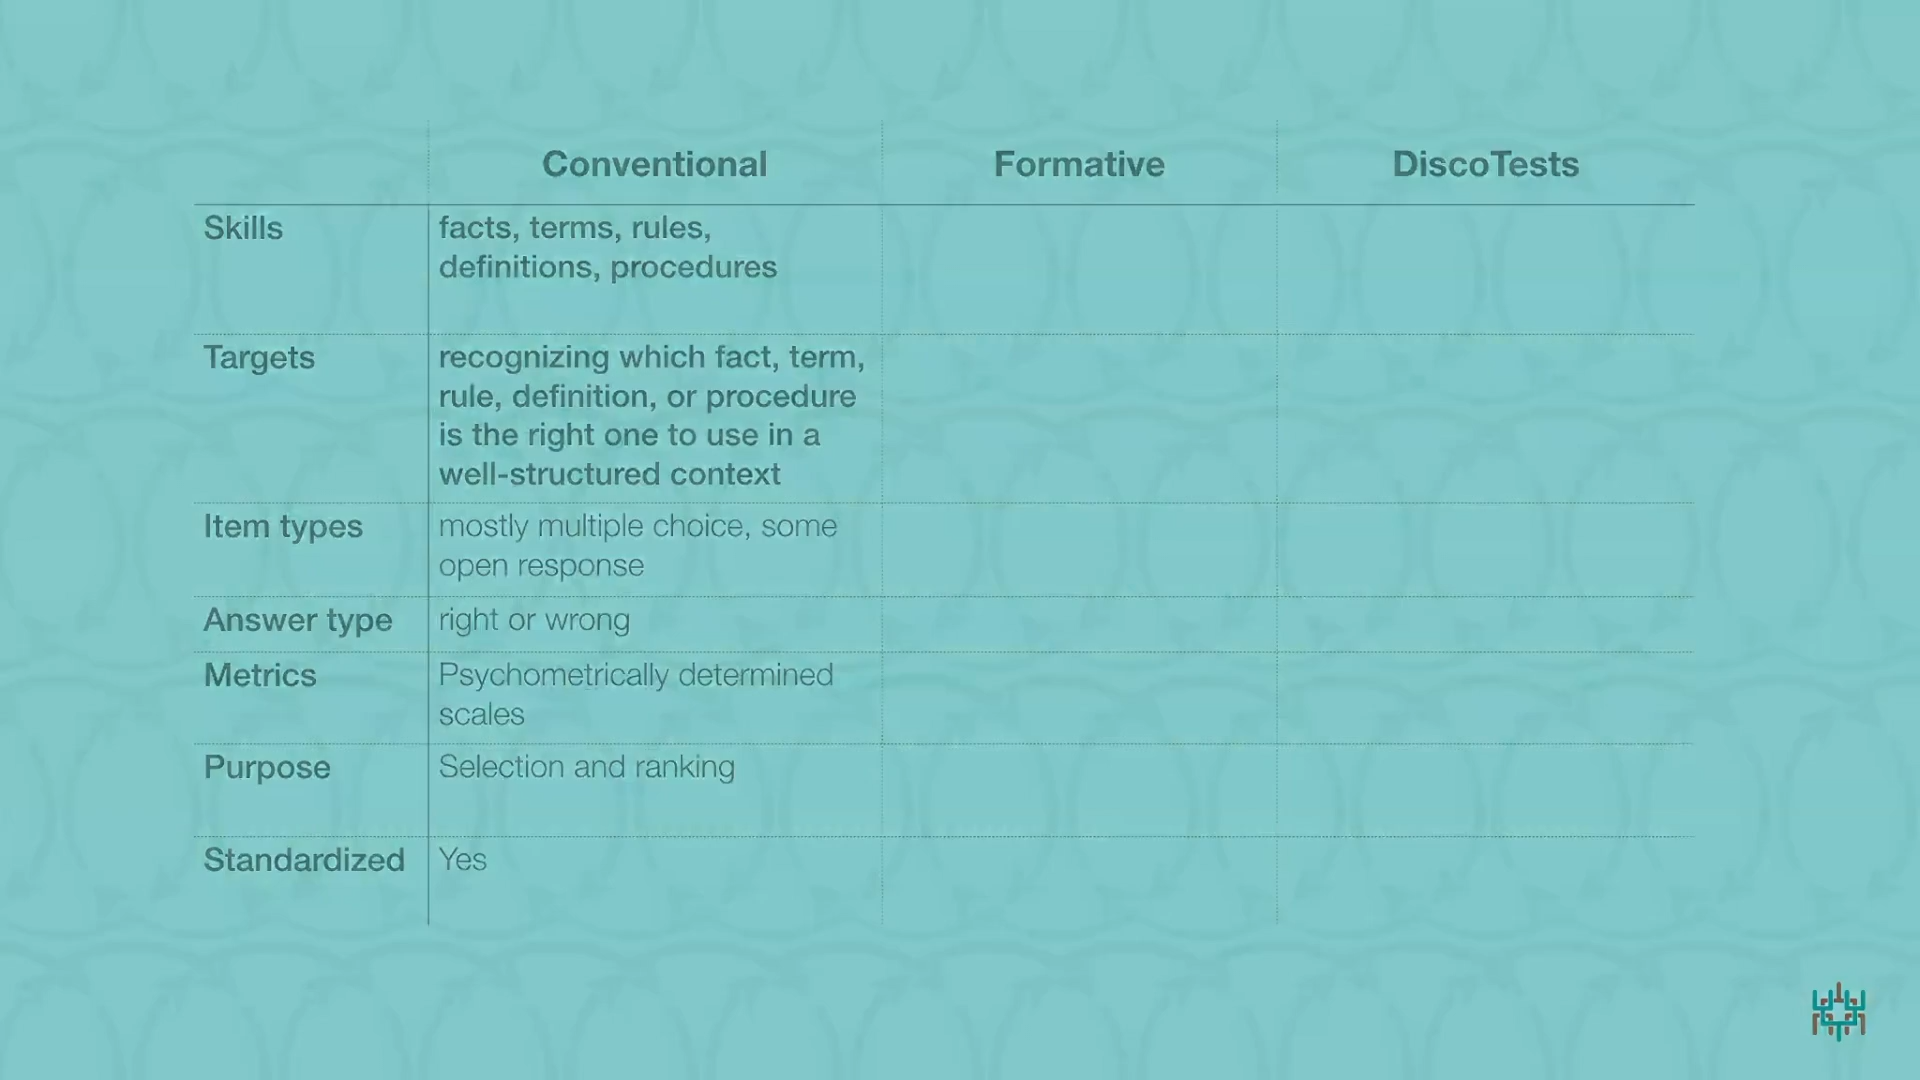 Conventional Formative DiscoTests
Skills facts, terms, rules,
definitions, procedures
Targets recognizing which fact, term,
rule, definition, or procedure
is the right one to use in a
well-structured context
Item types mostly multiple choice, some
open response
Answer type right or wrong
Metrics Psychometrically determined
scales
Purpose Selection and ranking
Standardized Yes